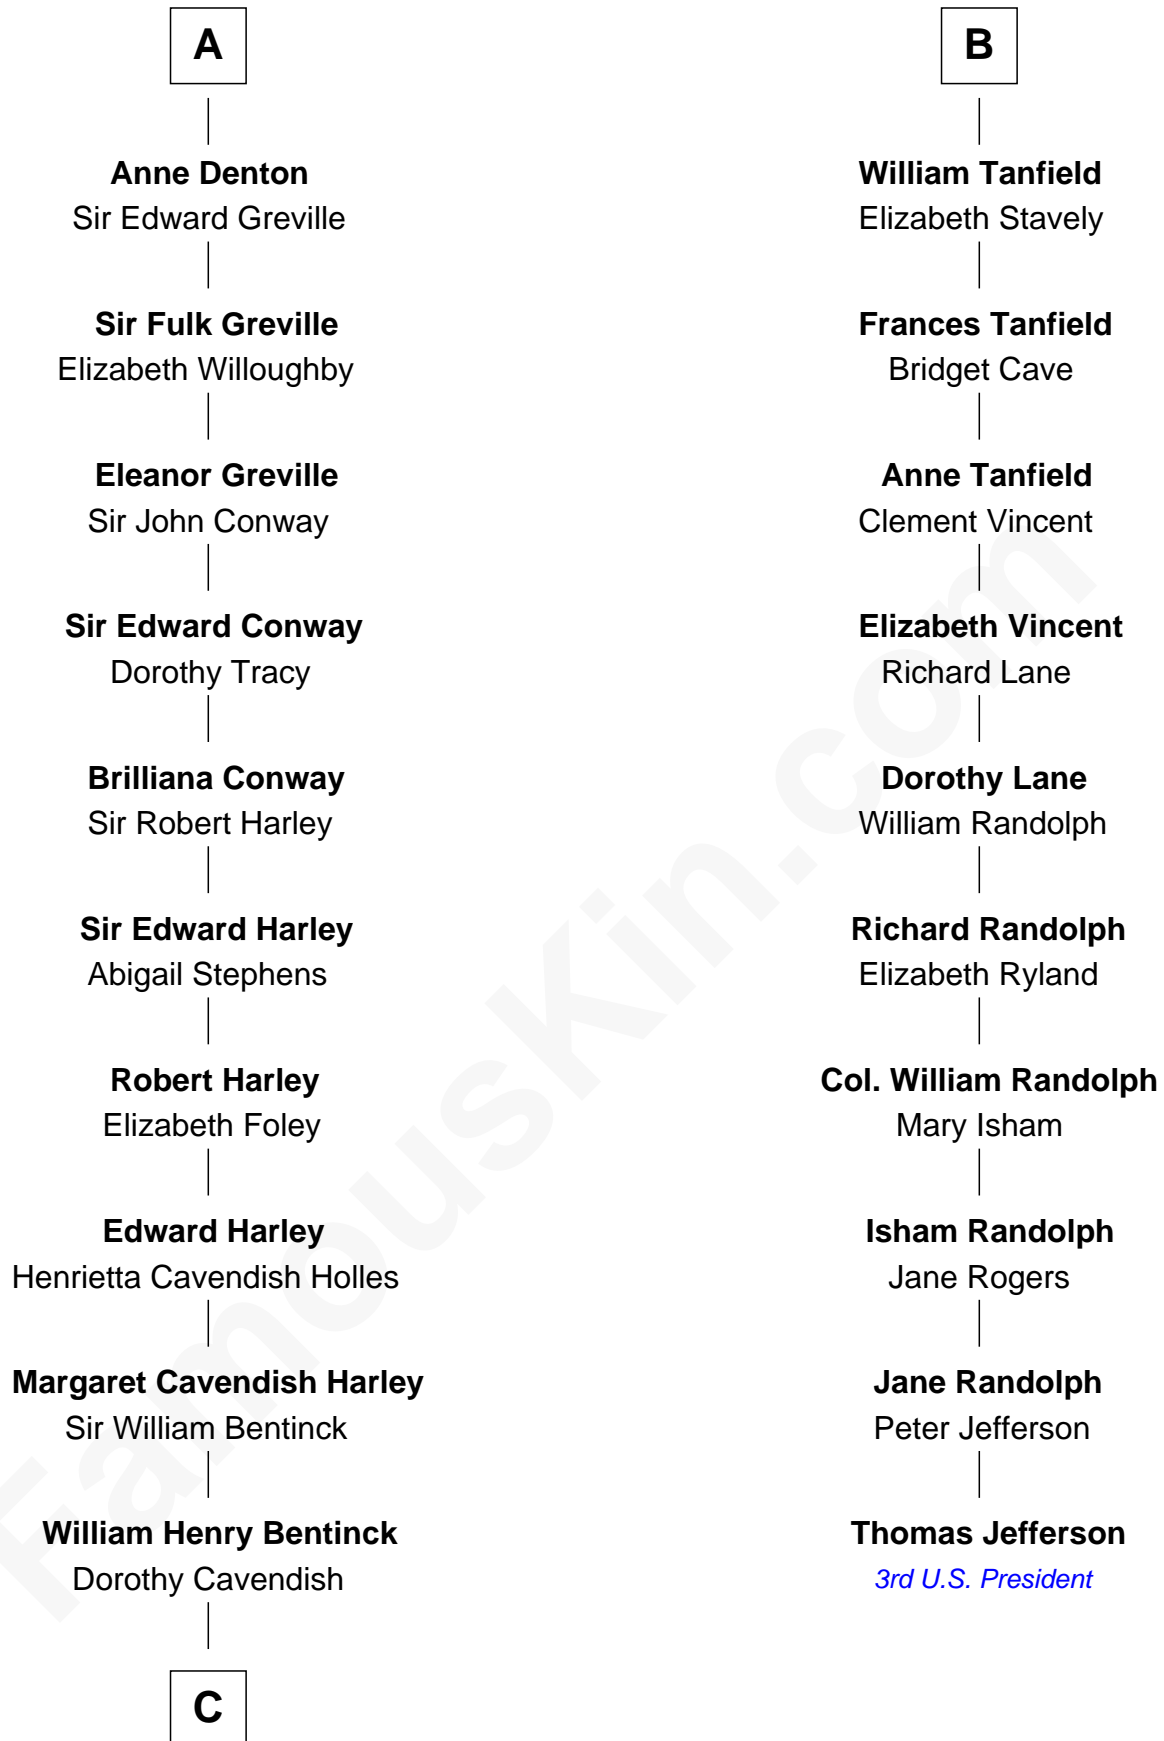 A
Anne Denton
Sir Edward Greville
Sir Fulk Greville
Elizabeth Willoughby
Eleanor Greville
Sir John Conway
Sir Edward Conway
Dorothy Tracy
Brilliana Conway
Sir Robert Harley
Sir Edward Harley
Abigail Stephens
Robert Harley
Elizabeth Foley
Edward Harley
Henrietta Cavendish Holles
Margaret Cavendish Harley
Sir William Bentinck
William Henry Bentinck
Dorothy Cavendish
C
B
William Tanfield
Elizabeth Stavely
Frances Tanfield
Bridget Cave
Anne Tanfield
Clement Vincent
Elizabeth Vincent
Richard Lane
Dorothy Lane
William Randolph
Richard Randolph
Elizabeth Ryland
Col. William Randolph
Mary Isham
Isham Randolph
Jane Rogers
Jane Randolph
Peter Jefferson
Thomas Jefferson
3rd U.S. President
FamousKin.com